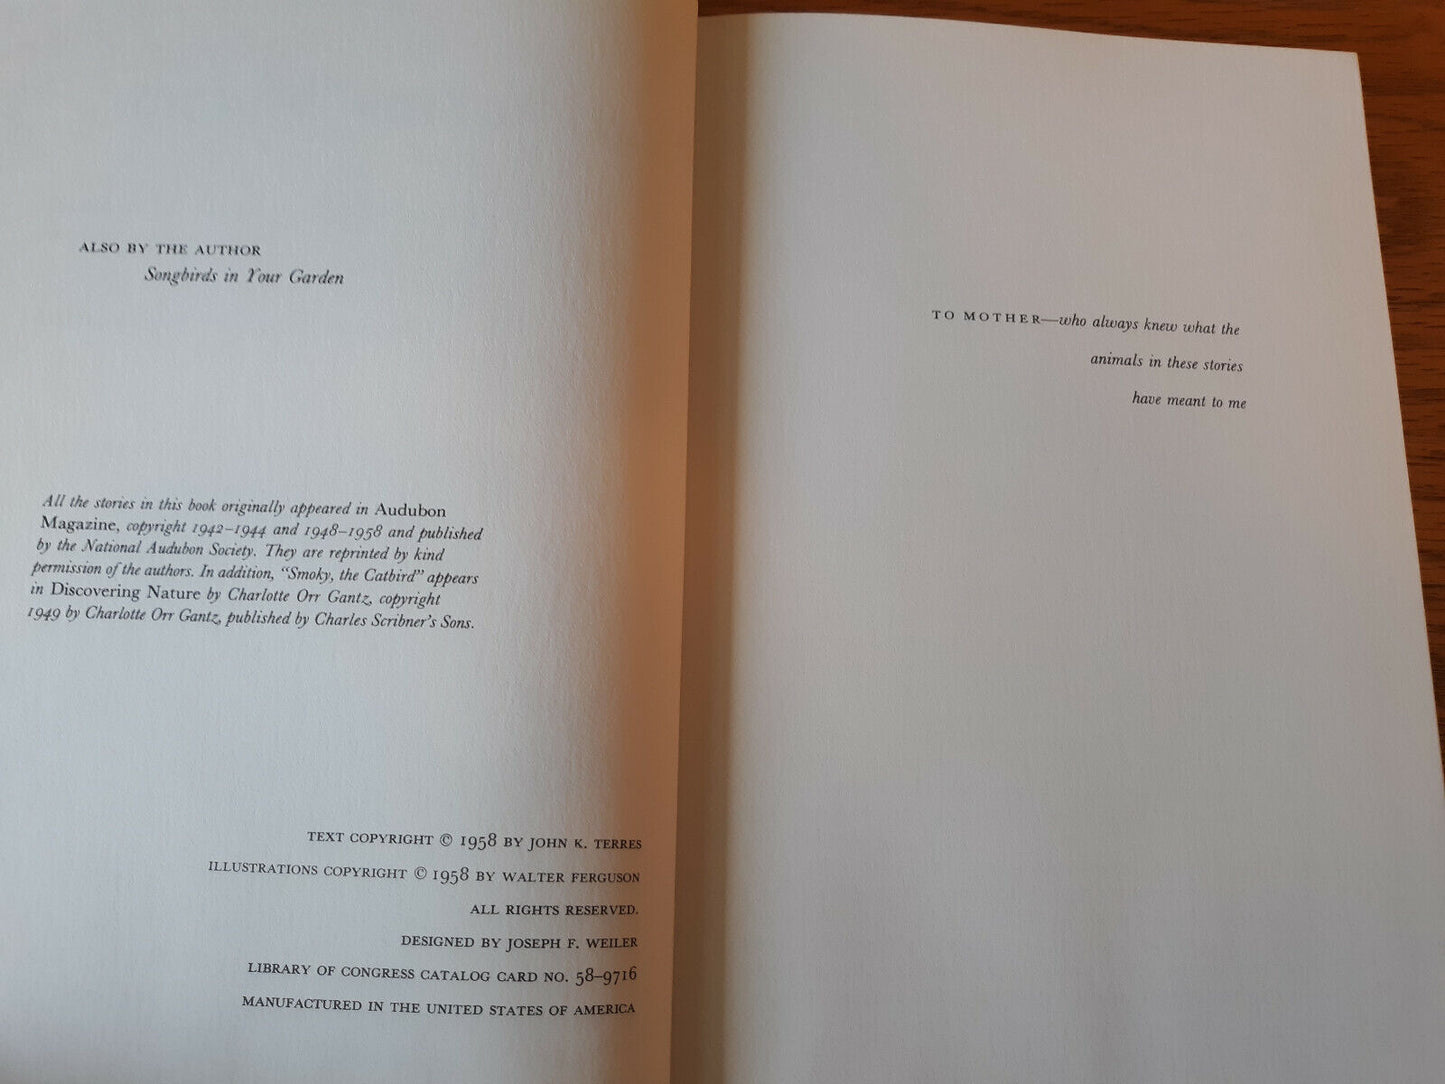 ALSO BY THE AUTHOR
Songbirds in Your Garden
All the stories in this book originally appeared in Audubon
Magazine, copyright 1942–1944 and 1948–1958 and published
by the National Audubon Society. They are reprinted by kind
permission of the authors. In addition, “Smoky, the Catbird” appears
in Discovering Nature by Charlotte Orr Gantz, copyright
1949 by Charlotte Orr Gantz, published by Charles Scribner's Sons.
TEXT COPYRIGHT © 1958 BY JOHN K. TERRES
ILLUSTRATIONS COPYRIGHT © 1958 BY WALTER FERGUSON
ALL RIGHTS RESERVED.
DESIGNED BY JOSEPH F. WEILER
LIBRARY OF CONGRESS CATALOG CARD NO. 58–9716
MANUFACTURED IN THE UNITED STATES OF AMERICA
TO MOTHER—who always knew what the
animals in these stories
have meant to me